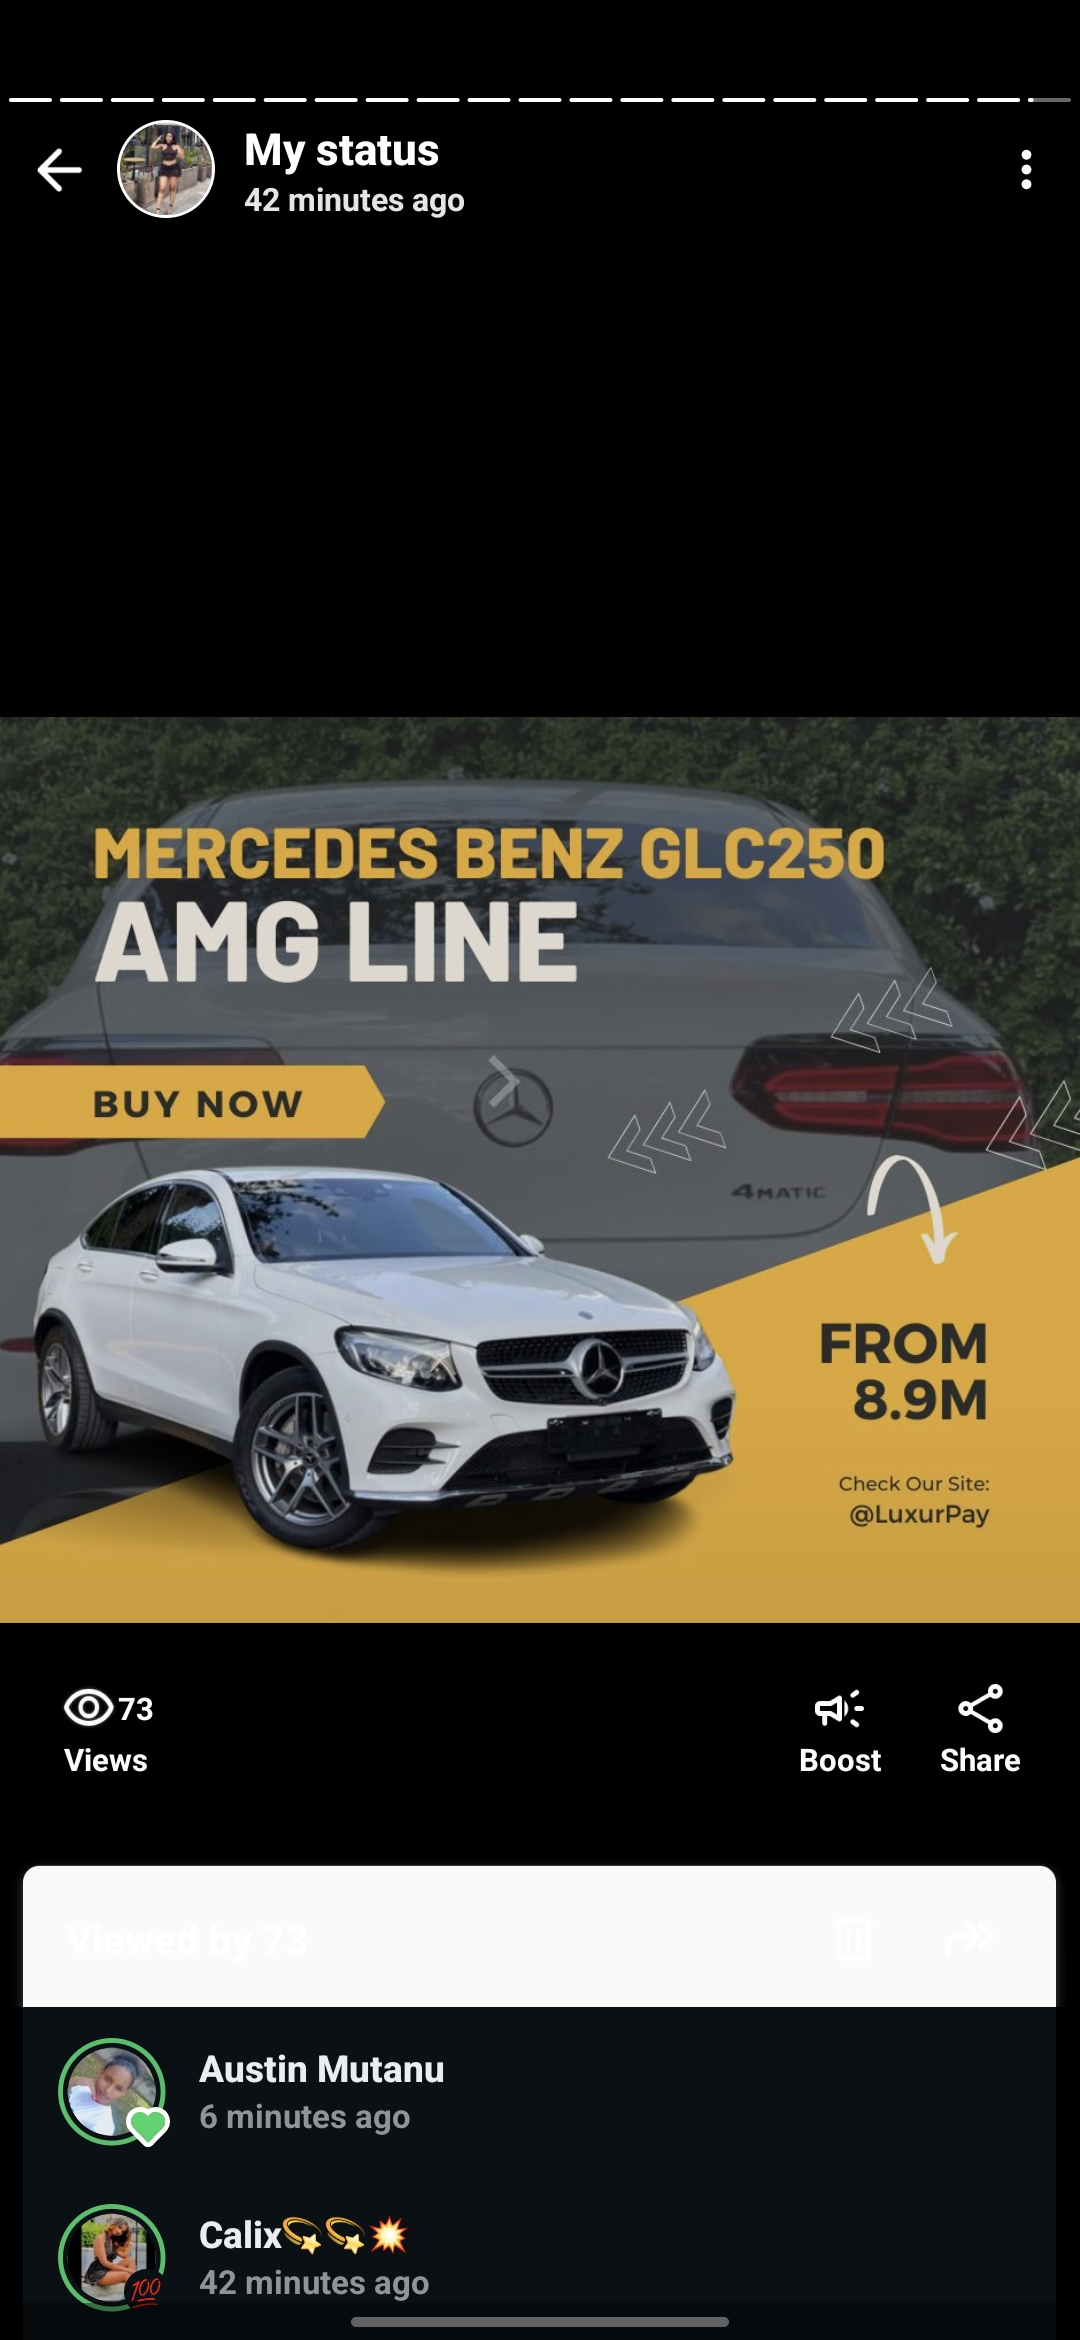 My status
42 minutes ago
MERCEDES BENZ GLC250
AMG LINE
BUY NOW
4MATIC
FROM
8.9M
Check Our Site:
@LuxurPay
73
Views
Boost
Share
Viewed by 73
Austin Mutanu
6 minutes ago
Calix💫💫💥
💯
42 minutes ago